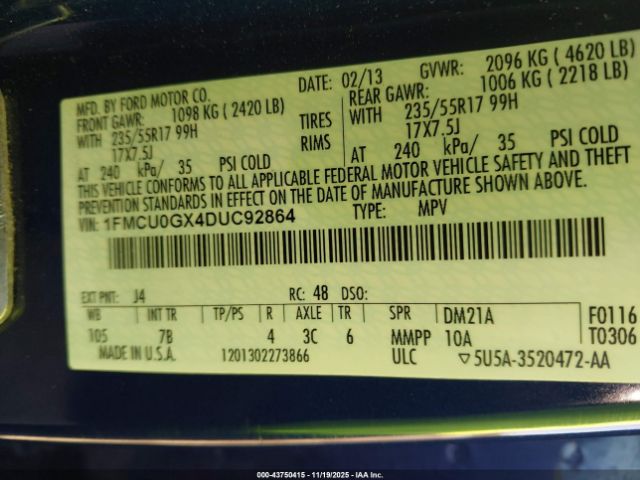 MFD. BY FORD MOTOR CO.
DATE: 02/13 GVWR: 2096 KG ( 4620 LB)
FRONT GAWR: 1098 KG ( 2420 LB) REAR GAWR: 1006 KG ( 2218 LB)
WITH 235/55R17 99H TIRES WITH 235/55R17 99H
17X7.5J RIMS 17X7.5J
AT 240 kPa/ 35 PSI COLD AT 240 kPa/ 35 PSI COLD
THIS VEHICLE CONFORMS TO ALL APPLICABLE FEDERAL MOTOR VEHICLE SAFETY AND THEFT
PREVENTION STANDARDS IN EFFECT ON THE DATE OF MANUFACTURE SHOWN ABOVE.
VIN: 1FMCU0GX4DUC92864 TYPE: MPV
EXT PNT: J4 RC: 48 DSO:
WB INT TR TP/PS R AXLE TR SPR DM21A F0116
105 7B 4 3C 6 MMPP 10A T0306
MADE IN U.S.A. 1201302273866 ULC ▽5U5A-3520472-AA
000-43750415 - 11/19/2025 - IAA Inc.